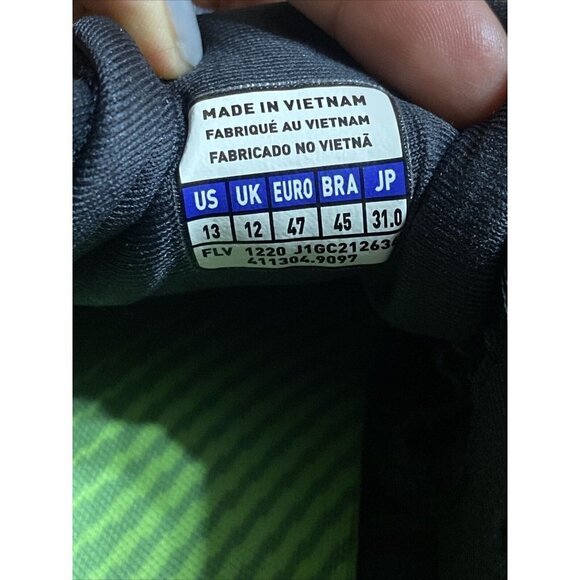 MADE IN VIETNAM
FABRIQUÉ AU VIETNAM
FABRICADO NO VIETNÃ
US UK EURO BRA JP
13 12 47 45 31.0
FLV 1220
411304.9097